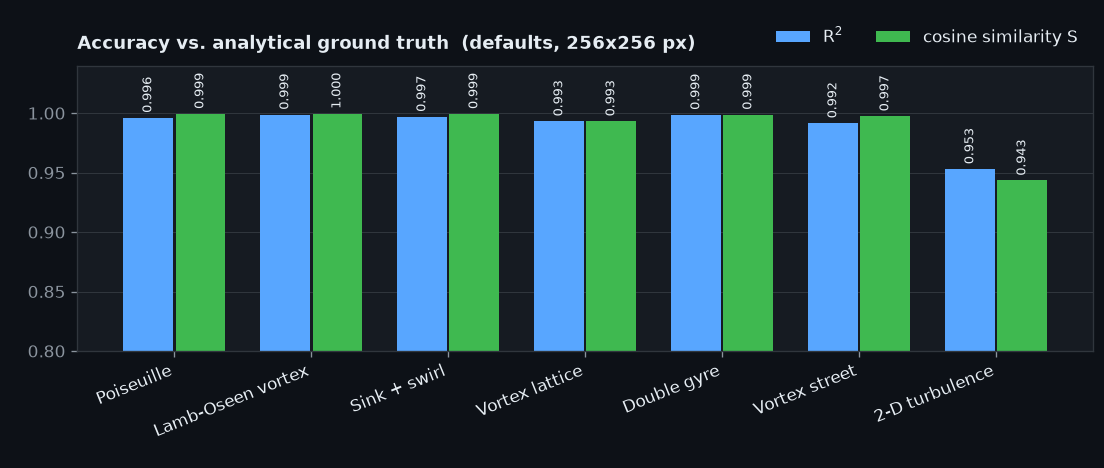 Accuracy vs. analytical ground truth (defaults, 256x256 px)
R²
cosine similarity S
0.996
0.999
0.999
1.000
0.997
0.999
0.993
0.993
0.999
0.999
0.992
0.997
0.953
0.943
1.00
0.95
0.90
0.85
0.80
Poiseuille
Lamb-Oseen vortex
Sink + swirl
Vortex lattice
Double gyre
Vortex street
2-D turbulence